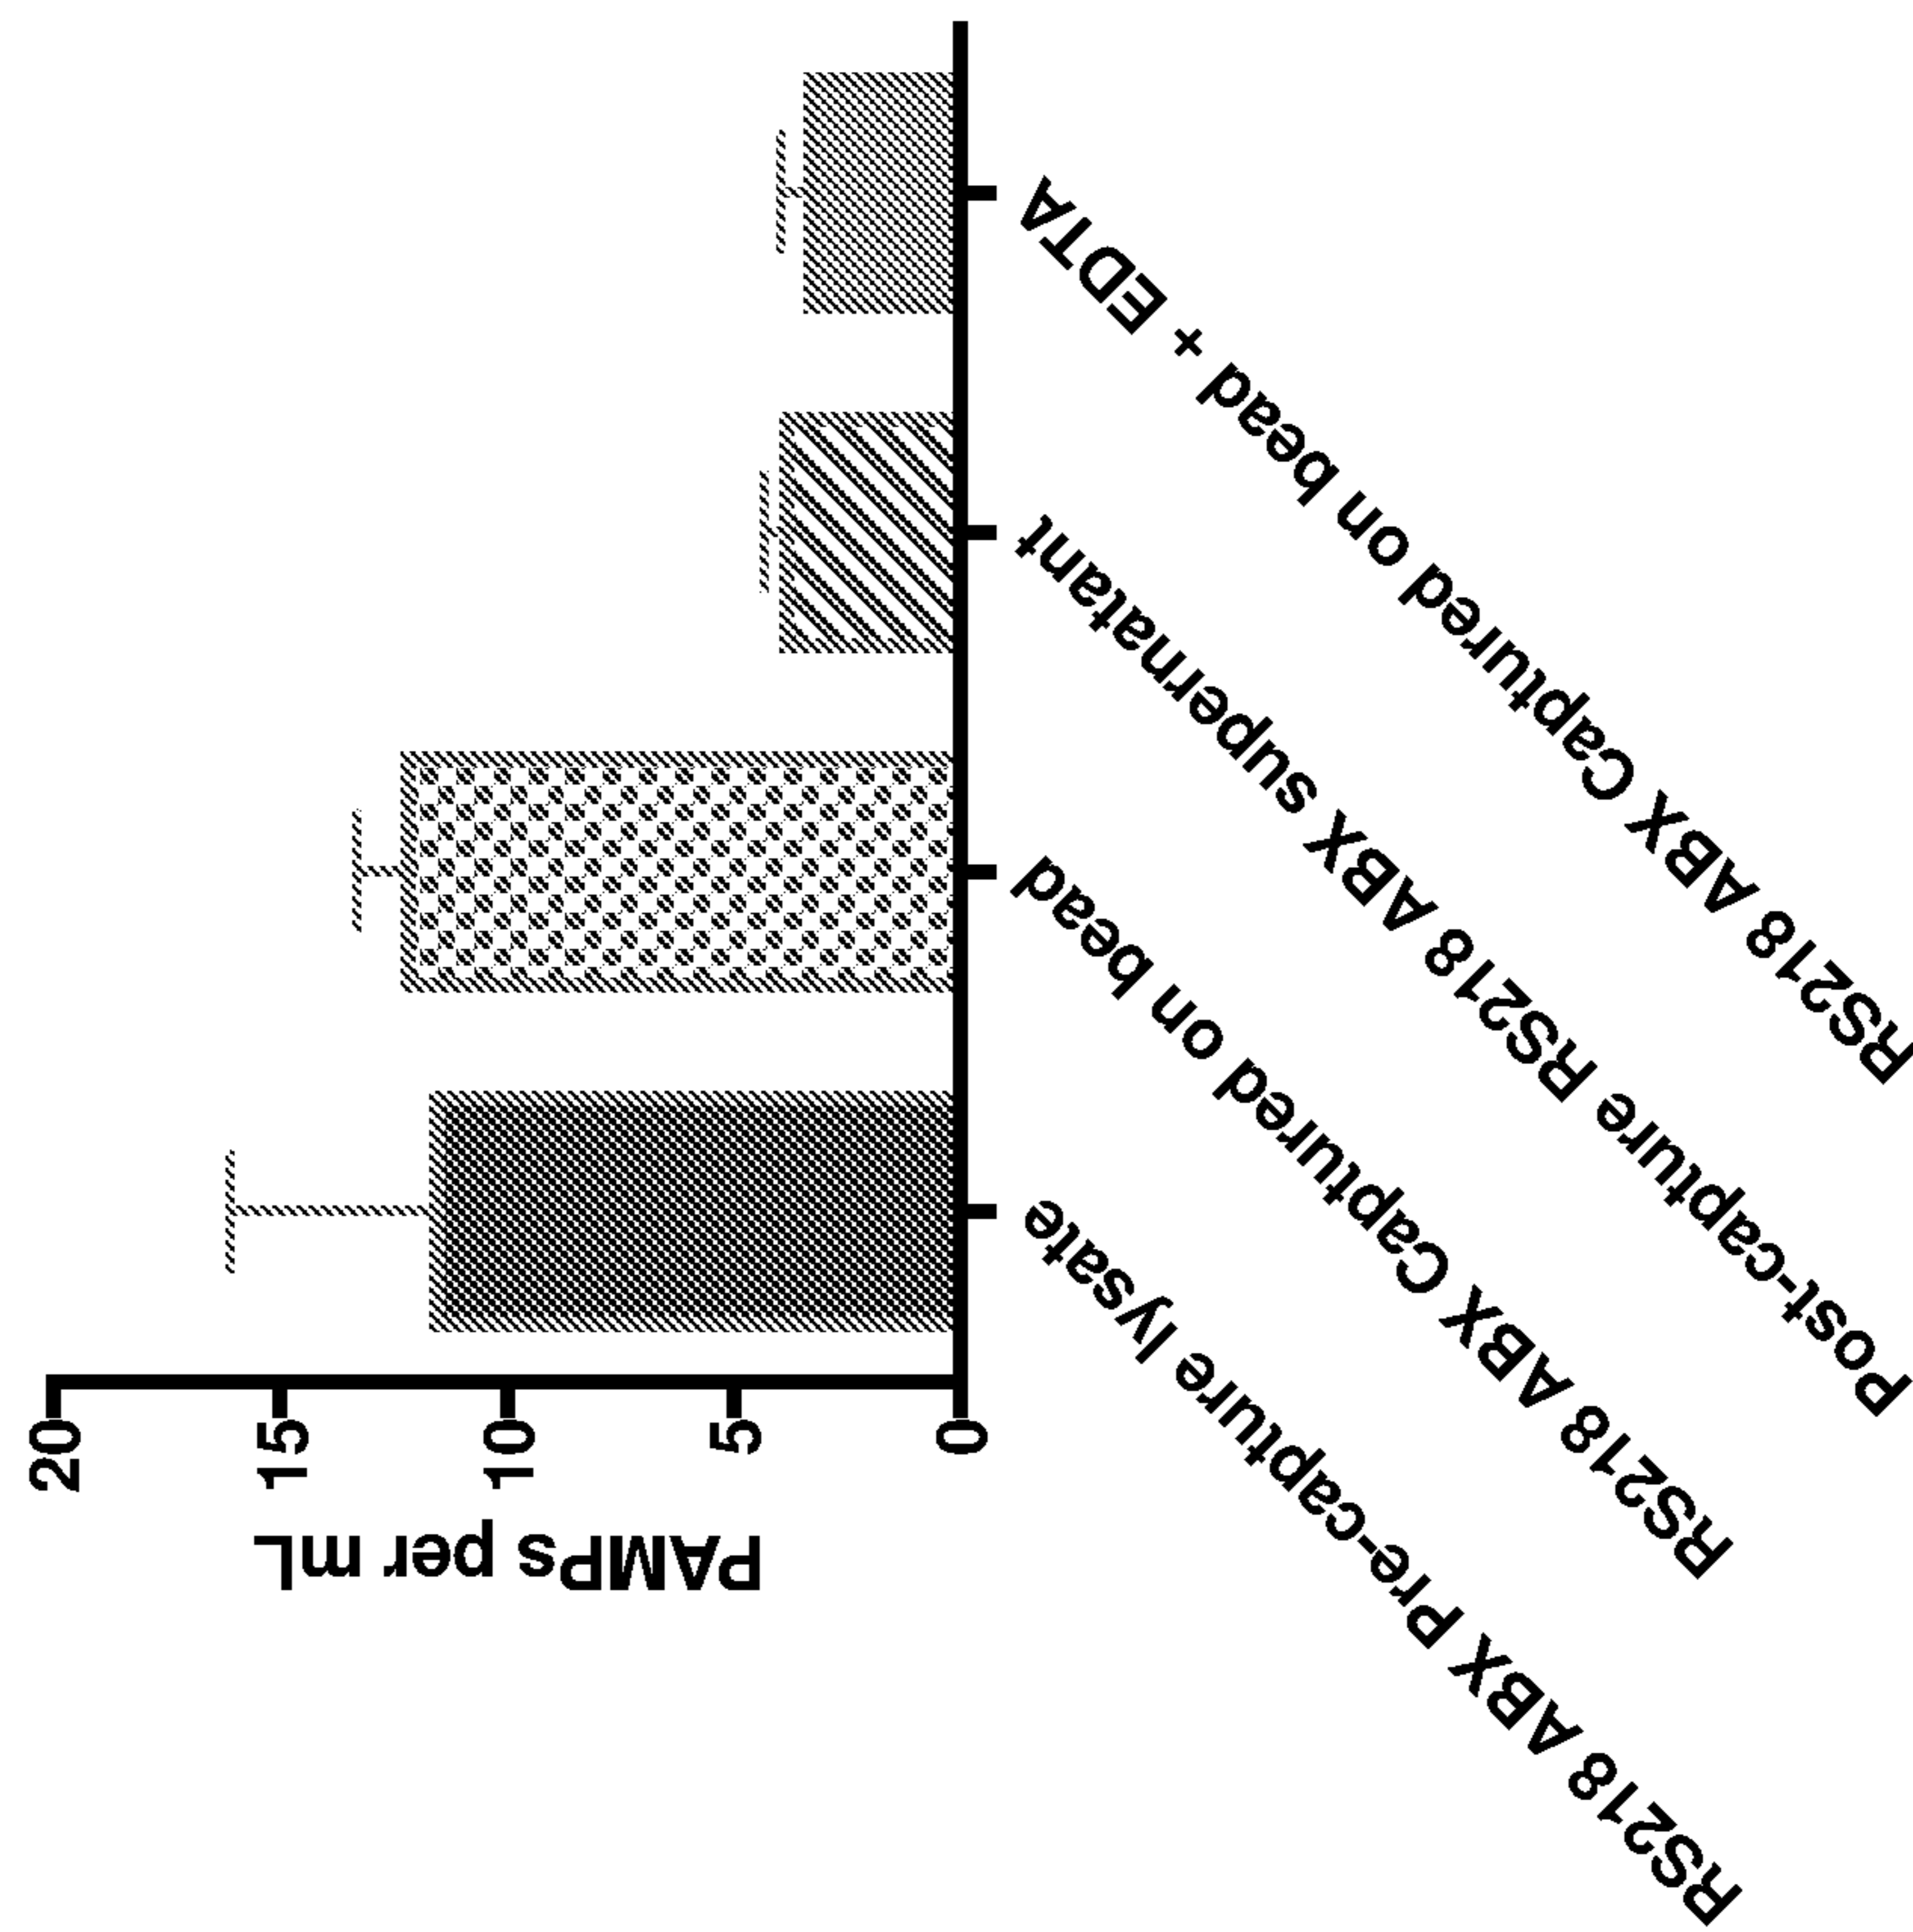 PAMPs per mL
20
15
10
5
0
RS218 ABX Pre-capture lysate
RS218 ABX Captured on bead
Post-capture RS218 ABX supernatant
RS218 ABX Captured on bead + EDTA